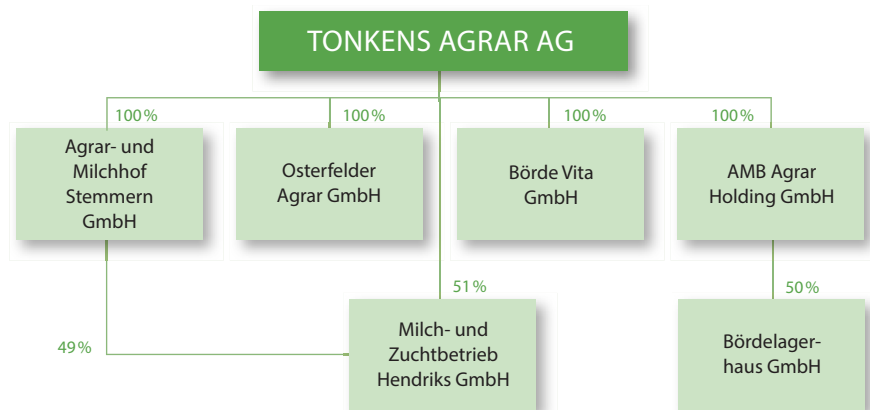 TONKENS AGRAR AG
100%
100%
100%
100%
Agrar- und
Milchhof
Stemmern
GmbH
Osterfelder
Agrar GmbH
Börde Vita
GmbH
AMB Agrar
Holding GmbH
51%
50%
49%
Milch- und
Zuchtbetrieb
Hendriks GmbH
Bördelager-
haus GmbH